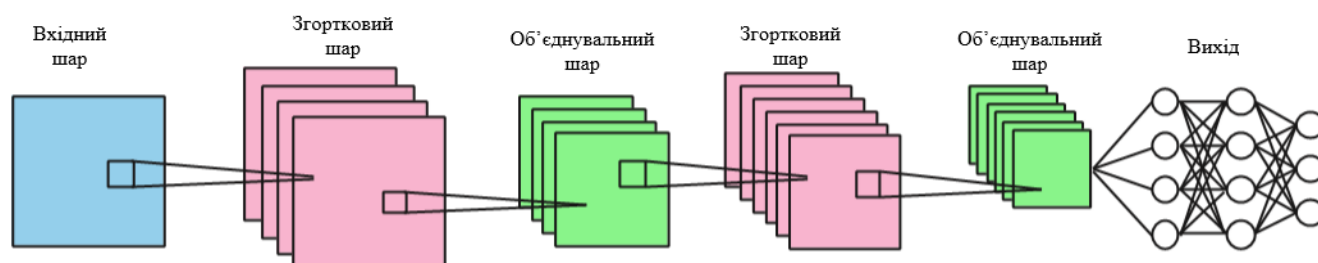 Вхідний
шар
Згортковий
шар
Об’єднувальний
шар
Згортковий
шар
Об’єднувальний
шар
Вихід